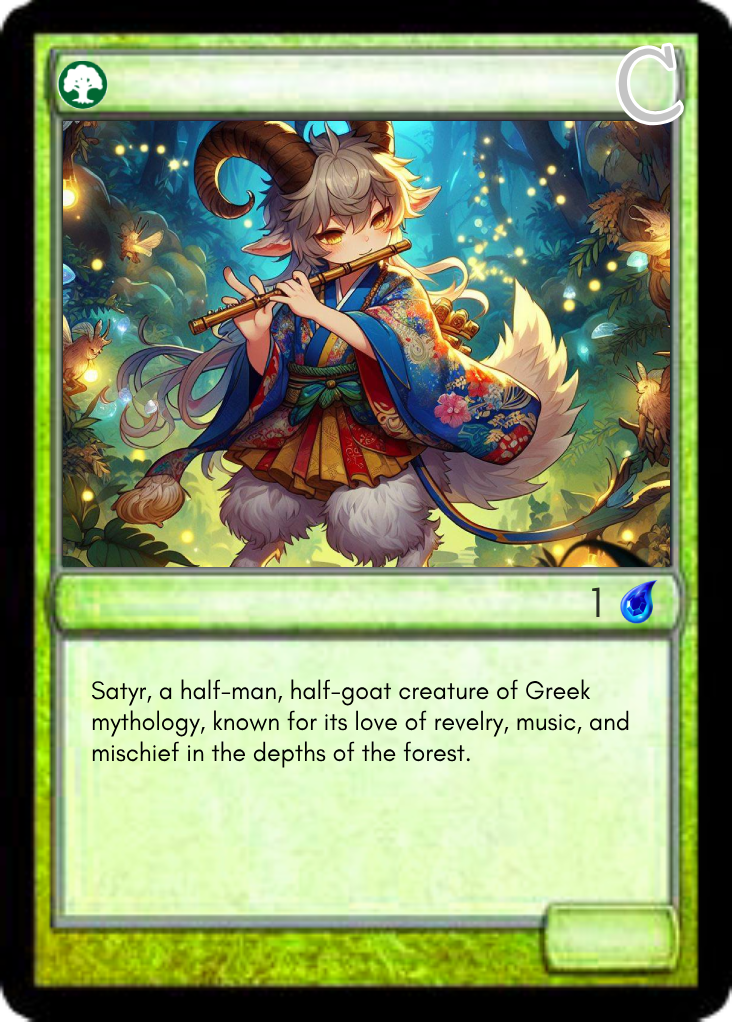 C
1
Satyr, a half-man, half-goat creature of Greek
mythology, known for its love of revelry, music, and
mischief in the depths of the forest.